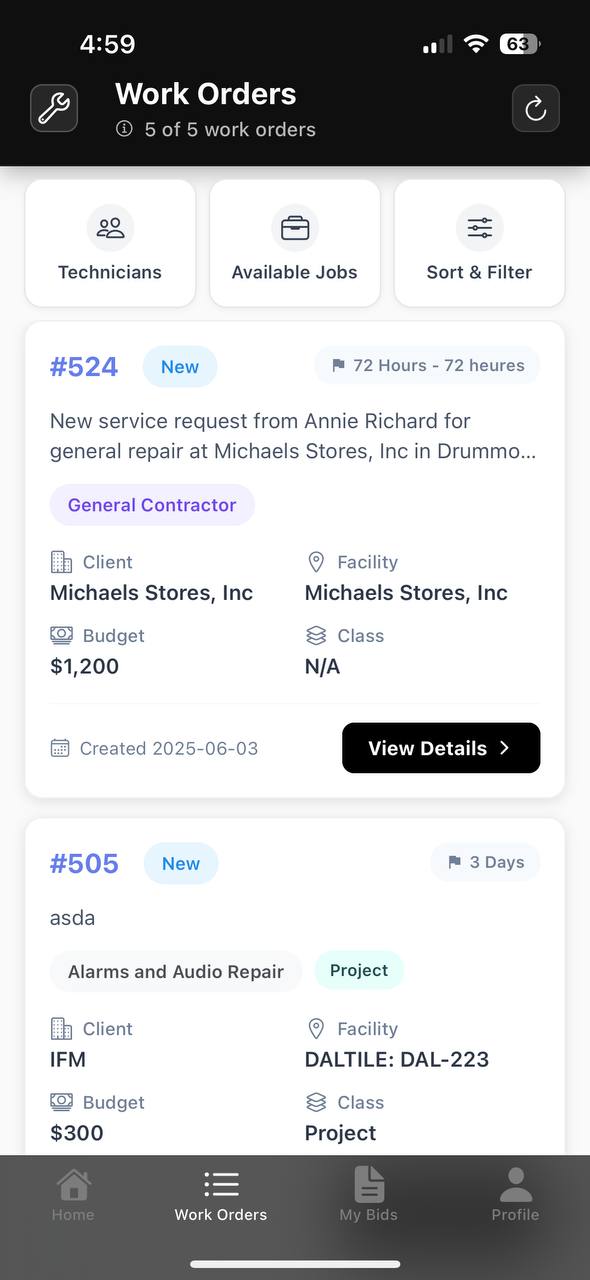 4:59
63
Work Orders
5 of 5 work orders
Technicians
Available Jobs
Sort & Filter
#524
New
72 Hours - 72 heures
New service request from Annie Richard for
general repair at Michaels Stores, Inc in Drummo...
General Contractor
Client
Facility
Michaels Stores, Inc
Michaels Stores, Inc
Budget
Class
$1,200
N/A
Created 2025-06-03
View Details
#505
New
3 Days
asda
Alarms and Audio Repair
Project
Client
Facility
IFM
DALTILE: DAL-223
Budget
Class
$300
Project
Home
Work Orders
My Bids
Profile